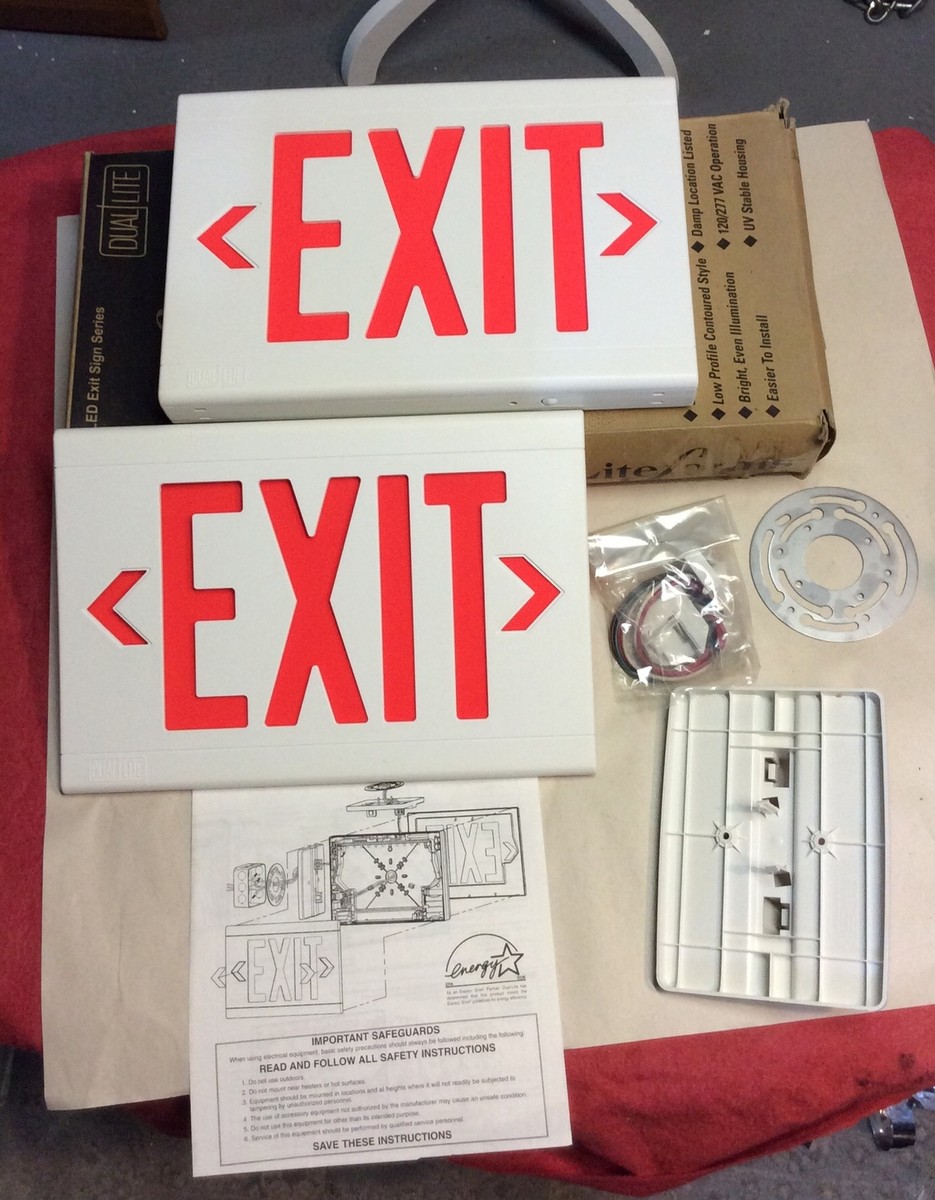 EXIT
DUAL-LITE
DUAL LITE
LED Exit Sign Series
Damp Location Listed
120/277 VAC Operation
UV Stable Housing
Low Profile Contoured Style
Bright, Even Illumination
Easier To Install
EXIT
DUAL-LITE
EXIT
EXIT
energy
IMPORTANT SAFEGUARDS
When using electrical equipment, basic safety precautions should always be followed including the following:
READ AND FOLLOW ALL SAFETY INSTRUCTIONS
1. Do not use outdoors.
2. Do not mount near heaters or hot surfaces.
3. Equipment should be mounted in locations and at heights where it will not readily be subjected to
tampering by unauthorized personnel.
4. The use of accessory equipment not authorized by the manufacturer may cause an unsafe condition.
5. Do not use this equipment for other than its intended purpose.
6. Service of this equipment should be performed by qualified service personnel.
SAVE THESE INSTRUCTIONS